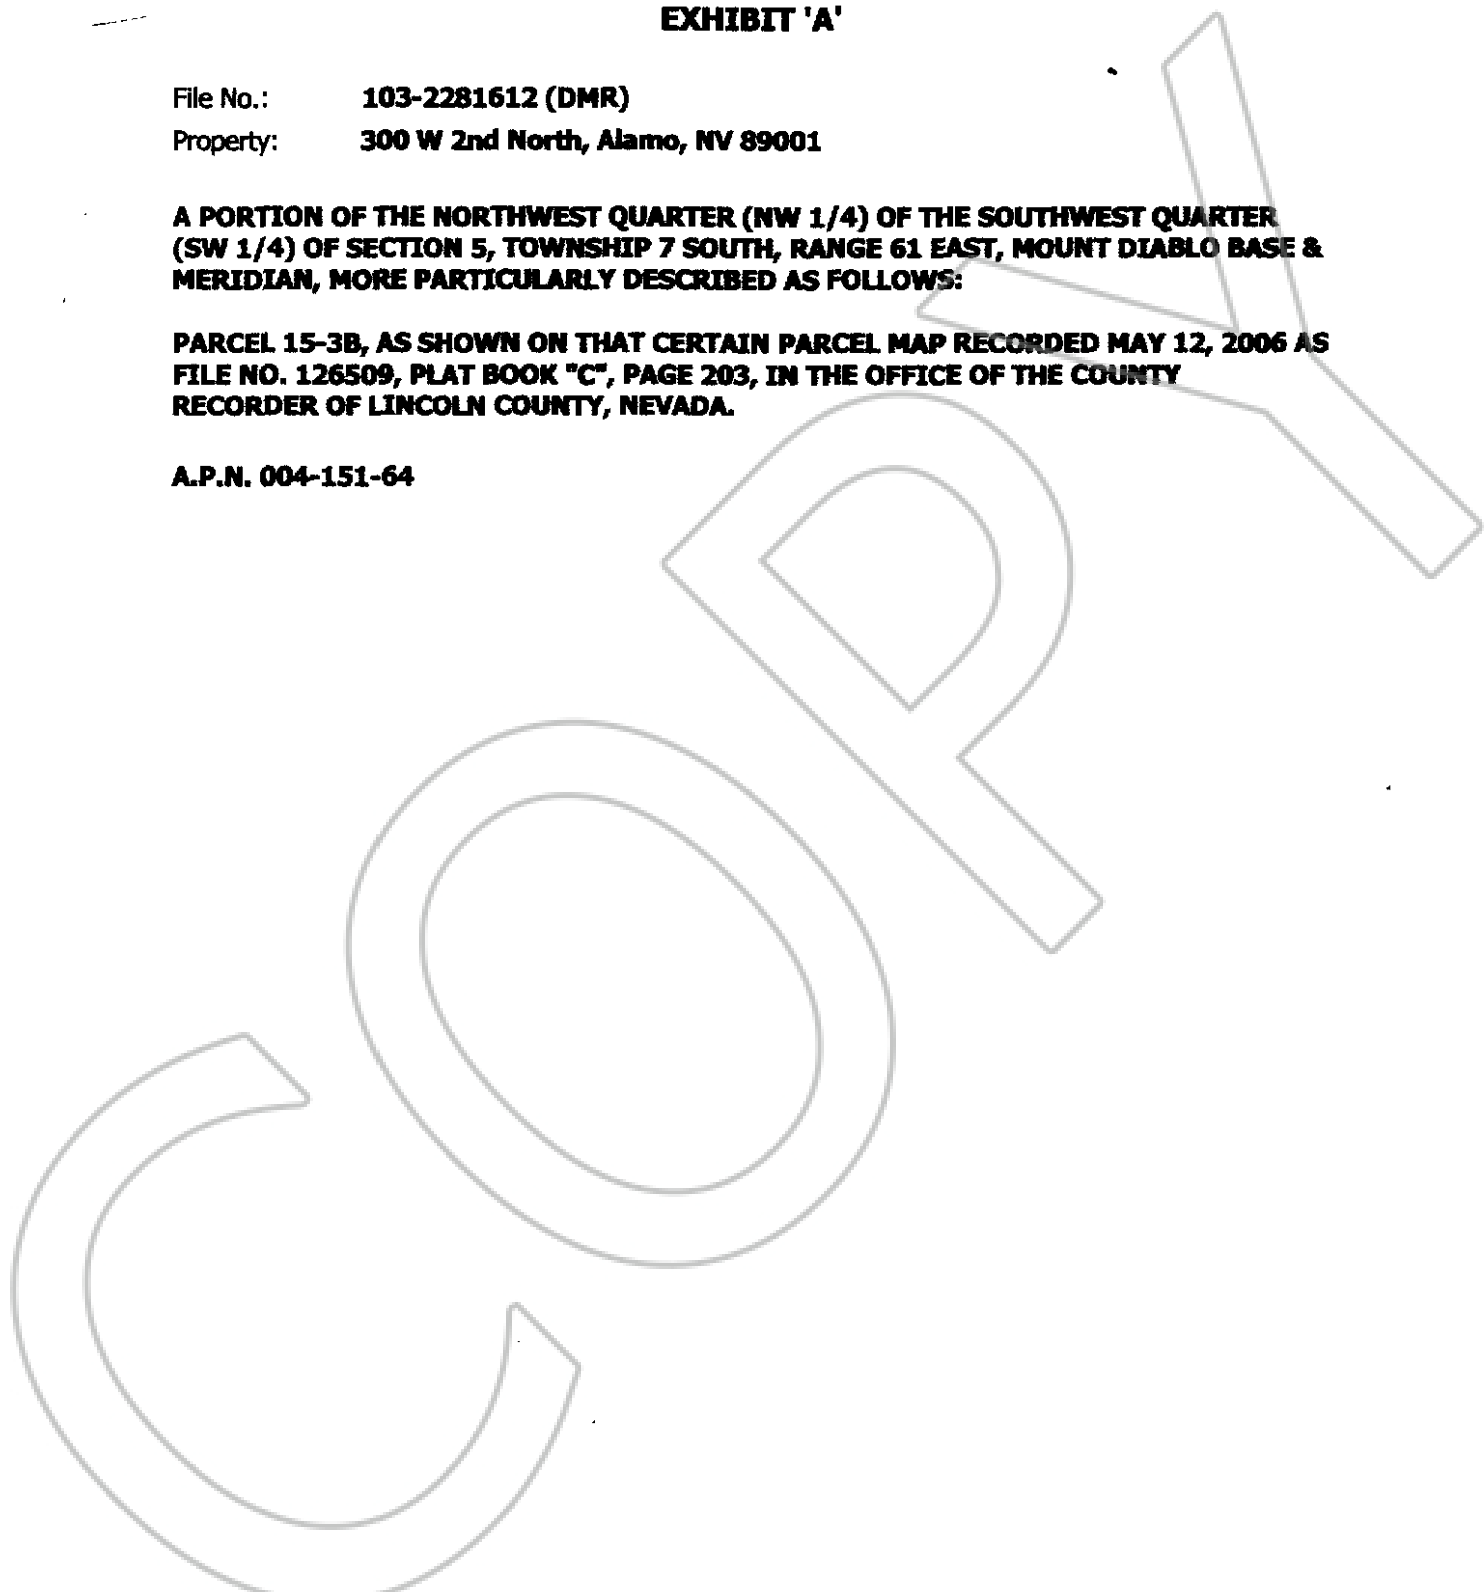 EXHIBIT 'A'
File No.: 103-2281612 (DMR)
Property: 300 W 2nd North, Alamo, NV 89001
A PORTION OF THE NORTHWEST QUARTER (NW 1/4) OF THE SOUTHWEST QUARTER
(SW 1/4) OF SECTION 5, TOWNSHIP 7 SOUTH, RANGE 61 EAST, MOUNT DIABLO BASE &
MERIDIAN, MORE PARTICULARLY DESCRIBED AS FOLLOWS:
PARCEL 15-3B, AS SHOWN ON THAT CERTAIN PARCEL MAP RECORDED MAY 12, 2006 AS
FILE NO. 126509, PLAT BOOK "C", PAGE 203, IN THE OFFICE OF THE COUNTY
RECORDER OF LINCOLN COUNTY, NEVADA.
A.P.N. 004-151-64
COPY